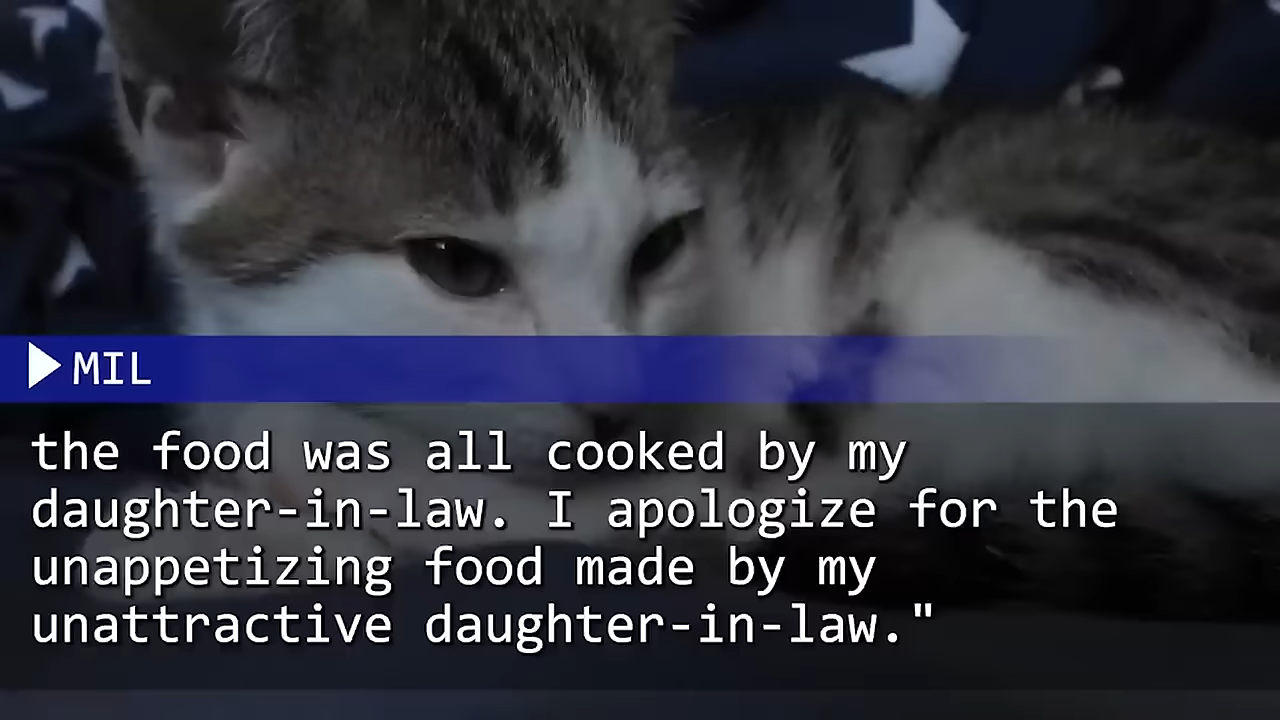 MIL
the food was all cooked by my
daughter-in-law. I apologize for the
unappetizing food made by my
unattractive daughter-in-law."